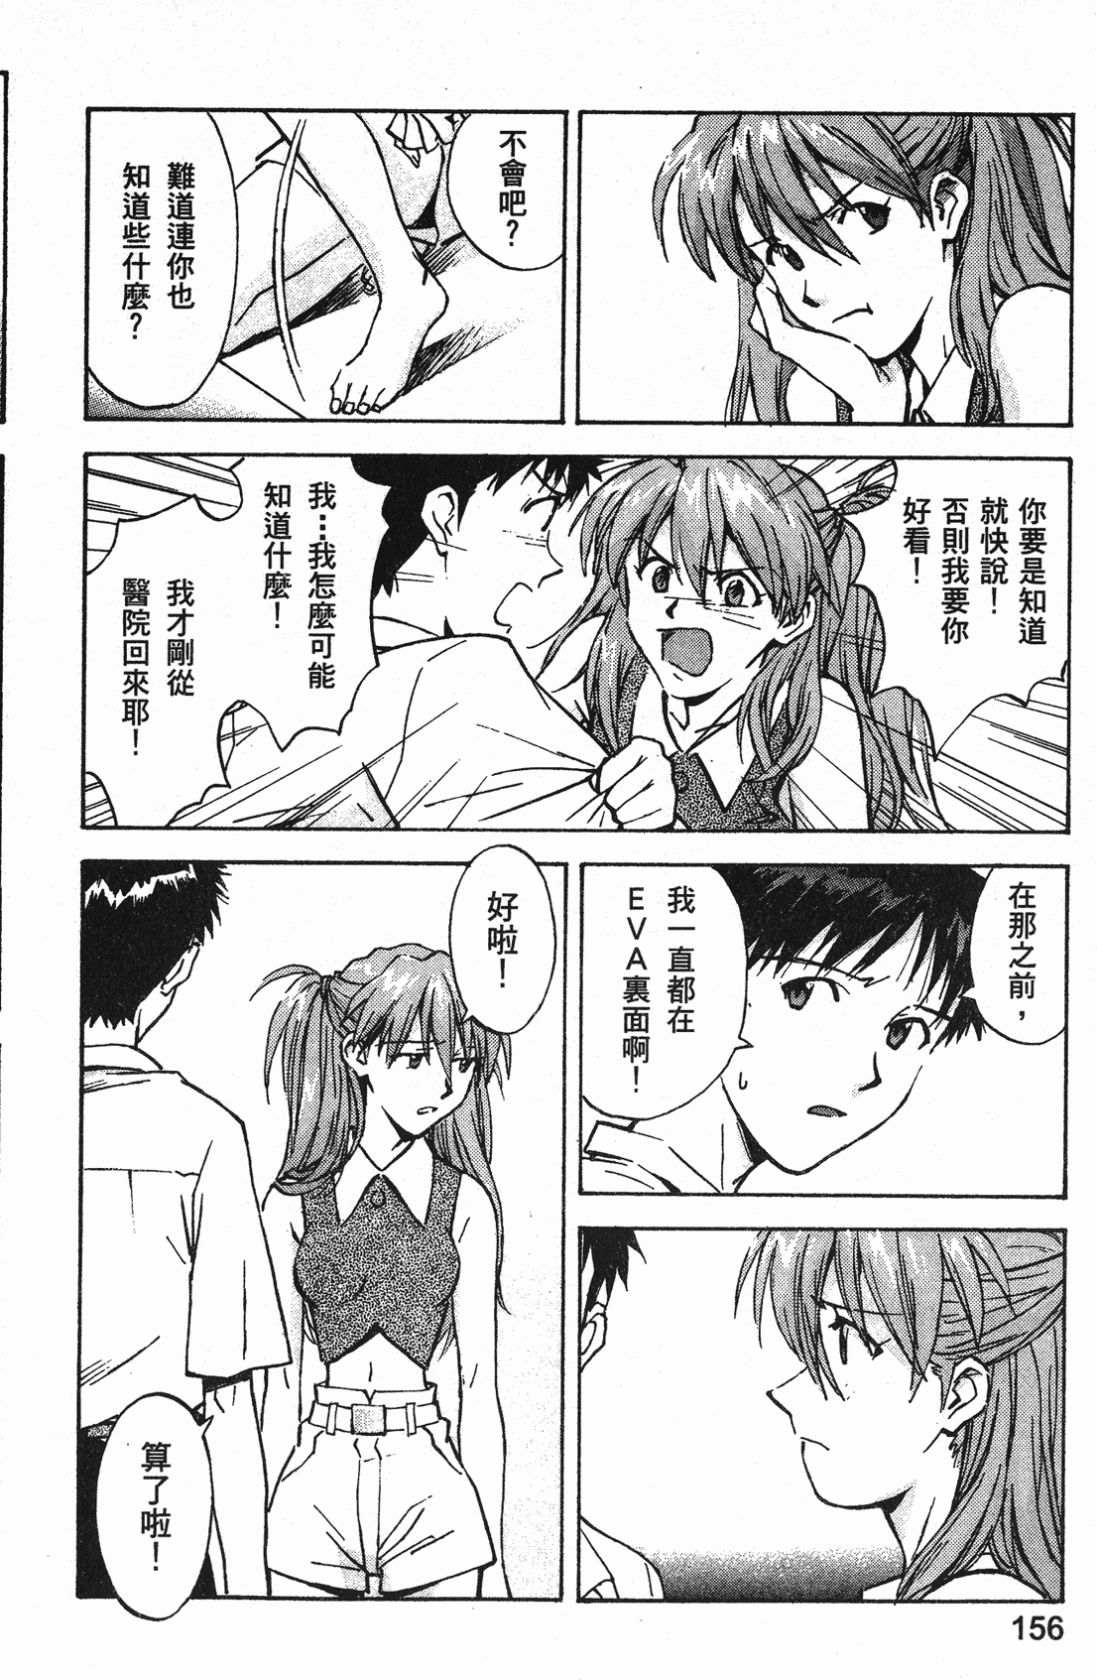 不會吧？
難道連你也
知道些什麼？
你要是知道
就快說！
否則我要你
好看！
我⋯我怎麼可能
知道什麼！
我才剛從
醫院回來耶！
在那之前，
我一直都在
EVA裏面啊！
好啦！
算了啦！
156